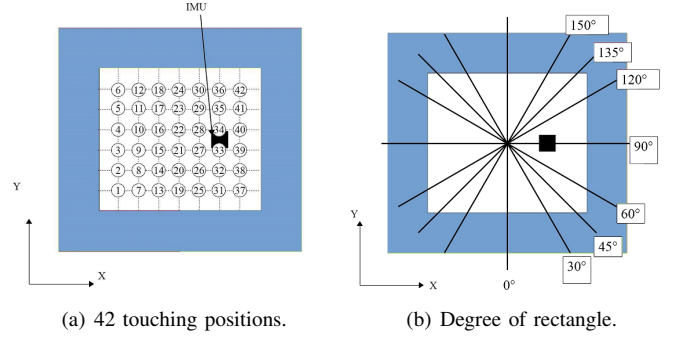 IMU
150°
135°
120°
6 12 18 24 30 36 42
5 11 17 23 29 35 41
4 10 16 22 28 34 40
90°
3 9 15 21 27 33 39
2 8 14 20 26 32 38
1 7 13 19 25 31 37
60°
45°
30°
0°
Y
X
Y
X
(a) 42 touching positions.
(b) Degree of rectangle.